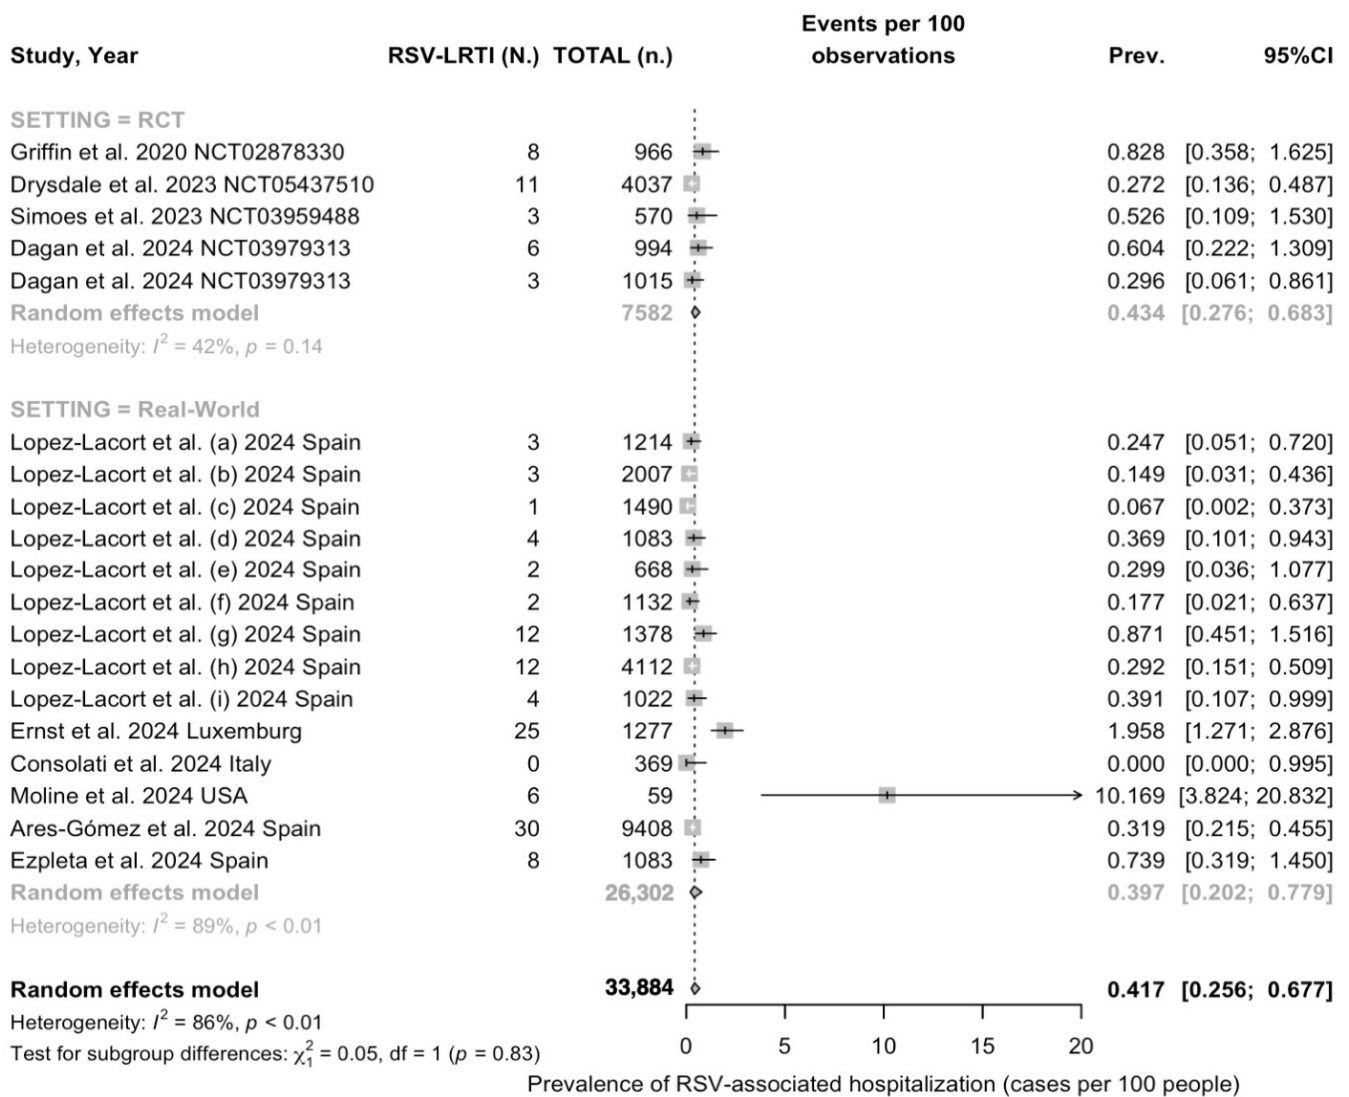 Events per 100
Study, Year RSV-LRTI (N.) TOTAL (n.) observations Prev. 95%CI
SETTING = RCT
Griffin et al. 2020 NCT02878330 8 966 0.828 [0.358; 1.625]
Drysdale et al. 2023 NCT05437510 11 4037 0.272 [0.136; 0.487]
Simoes et al. 2023 NCT03959488 3 570 0.526 [0.109; 1.530]
Dagan et al. 2024 NCT03979313 6 994 0.604 [0.222; 1.309]
Dagan et al. 2024 NCT03979313 3 1015 0.296 [0.061; 0.861]
Random effects model 7582 0.434 [0.276; 0.683]
Heterogeneity: I² = 42%, p = 0.14
SETTING = Real-World
Lopez-Lacort et al. (a) 2024 Spain 3 1214 0.247 [0.051; 0.720]
Lopez-Lacort et al. (b) 2024 Spain 3 2007 0.149 [0.031; 0.436]
Lopez-Lacort et al. (c) 2024 Spain 1 1490 0.067 [0.002; 0.373]
Lopez-Lacort et al. (d) 2024 Spain 4 1083 0.369 [0.101; 0.943]
Lopez-Lacort et al. (e) 2024 Spain 2 668 0.299 [0.036; 1.077]
Lopez-Lacort et al. (f) 2024 Spain 2 1132 0.177 [0.021; 0.637]
Lopez-Lacort et al. (g) 2024 Spain 12 1378 0.871 [0.451; 1.516]
Lopez-Lacort et al. (h) 2024 Spain 12 4112 0.292 [0.151; 0.509]
Lopez-Lacort et al. (i) 2024 Spain 4 1022 0.391 [0.107; 0.999]
Ernst et al. 2024 Luxemburg 25 1277 1.958 [1.271; 2.876]
Consolati et al. 2024 Italy 0 369 0.000 [0.000; 0.995]
Moline et al. 2024 USA 6 59 10.169 [3.824; 20.832]
Ares-Gómez et al. 2024 Spain 30 9408 0.319 [0.215; 0.455]
Ezpleta et al. 2024 Spain 8 1083 0.739 [0.319; 1.450]
Random effects model 26,302 0.397 [0.202; 0.779]
Heterogeneity: I² = 89%, p < 0.01
Random effects model 33,884 0.417 [0.256; 0.677]
Heterogeneity: I² = 86%, p < 0.01
Test for subgroup differences: χ²₁ = 0.05, df = 1 (p = 0.83)
0 5 10 15 20
Prevalence of RSV-associated hospitalization (cases per 100 people)